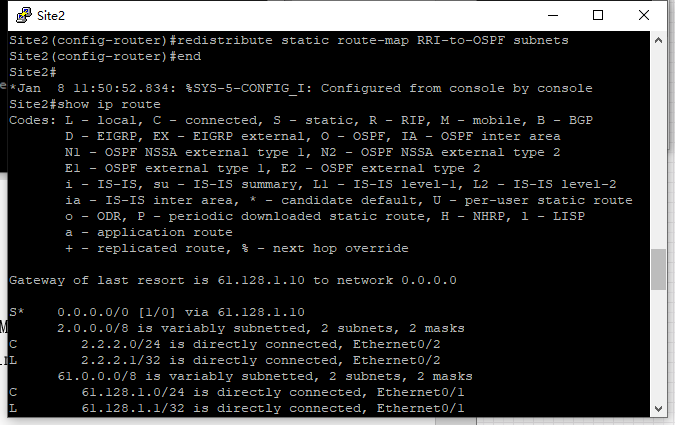 Site2
Site2(config-router)#redistribute static route-map RRI-to-OSPF subnets
Site2(config-router)#end
Site2#
*Jan  8 11:50:52.834: %SYS-5-CONFIG_I: Configured from console by console
Site2#show ip route
Codes: L - local, C - connected, S - static, R - RIP, M - mobile, B - BGP
       D - EIGRP, EX - EIGRP external, O - OSPF, IA - OSPF inter area
       N1 - OSPF NSSA external type 1, N2 - OSPF NSSA external type 2
       E1 - OSPF external type 1, E2 - OSPF external type 2
       i - IS-IS, su - IS-IS summary, L1 - IS-IS level-1, L2 - IS-IS level-2
       ia - IS-IS inter area, * - candidate default, U - per-user static route
       o - ODR, P - periodic downloaded static route, H - NHRP, l - LISP
       a - application route
       + - replicated route, % - next hop override
Gateway of last resort is 61.128.1.10 to network 0.0.0.0
S*    0.0.0.0/0 [1/0] via 61.128.1.10
      2.0.0.0/8 is variably subnetted, 2 subnets, 2 masks
C        2.2.2.0/24 is directly connected, Ethernet0/2
L        2.2.2.1/32 is directly connected, Ethernet0/2
      61.0.0.0/8 is variably subnetted, 2 subnets, 2 masks
C        61.128.1.0/24 is directly connected, Ethernet0/1
L        61.128.1.1/32 is directly connected, Ethernet0/1